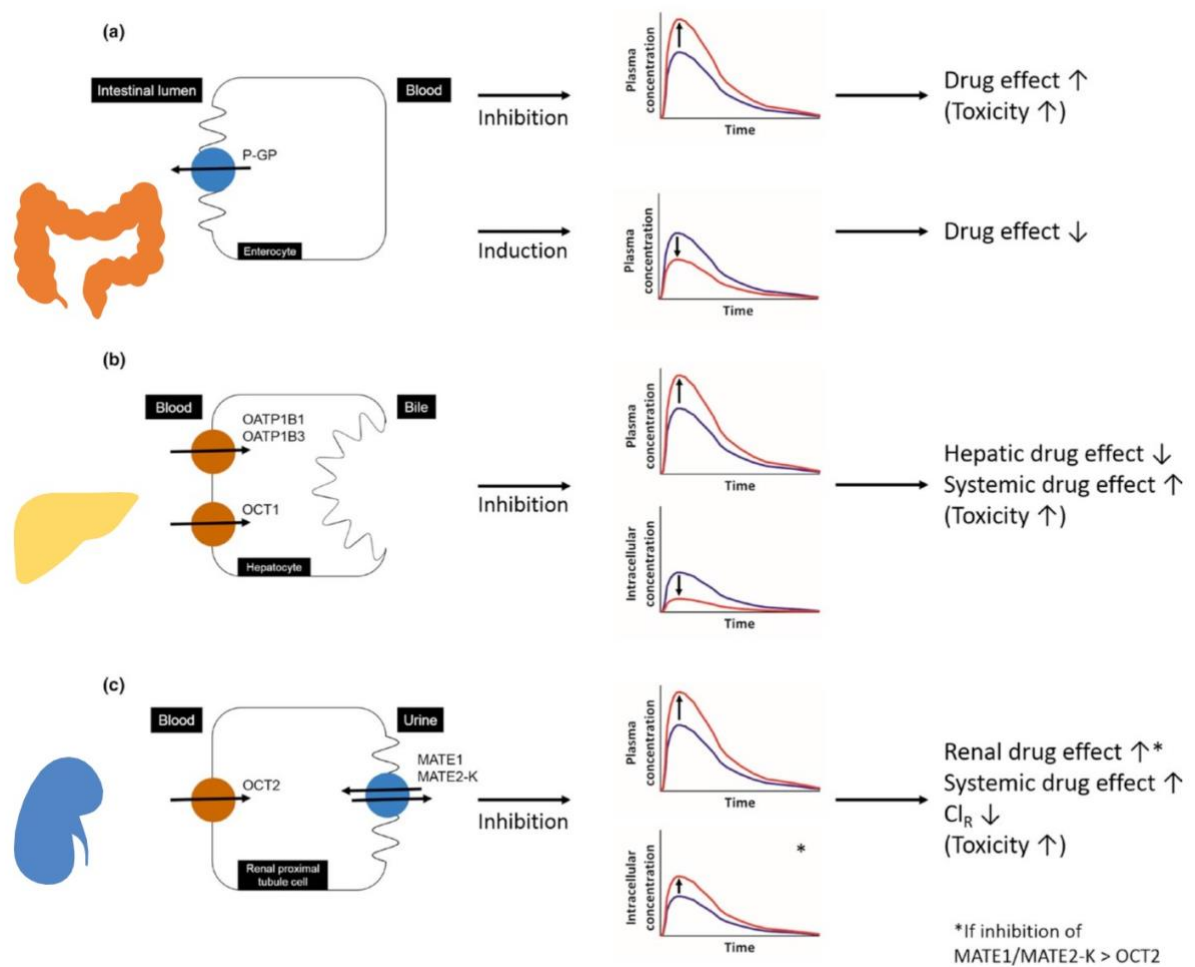 (a)
Intestinal lumen
Blood
P-GP
Enterocyte
Inhibition
Induction
Plasma
concentration
Time
Drug effect ↑
(Toxicity ↑)
Plasma
concentration
Time
Drug effect ↓
(b)
Blood
Bile
OATP1B1
OATP1B3
OCT1
Hepatocyte
Inhibition
Plasma
concentration
Time
Intracellular
concentration
Time
Hepatic drug effect ↓
Systemic drug effect ↑
(Toxicity ↑)
(c)
Blood
Urine
OCT2
MATE1
MATE2-K
Renal proximal
tubule cell
Inhibition
Plasma
concentration
Time
*
Intracellular
concentration
Time
Renal drug effect ↑*
Systemic drug effect ↑
Cl_R ↓
(Toxicity ↑)
*If inhibition of
MATE1/MATE2-K > OCT2